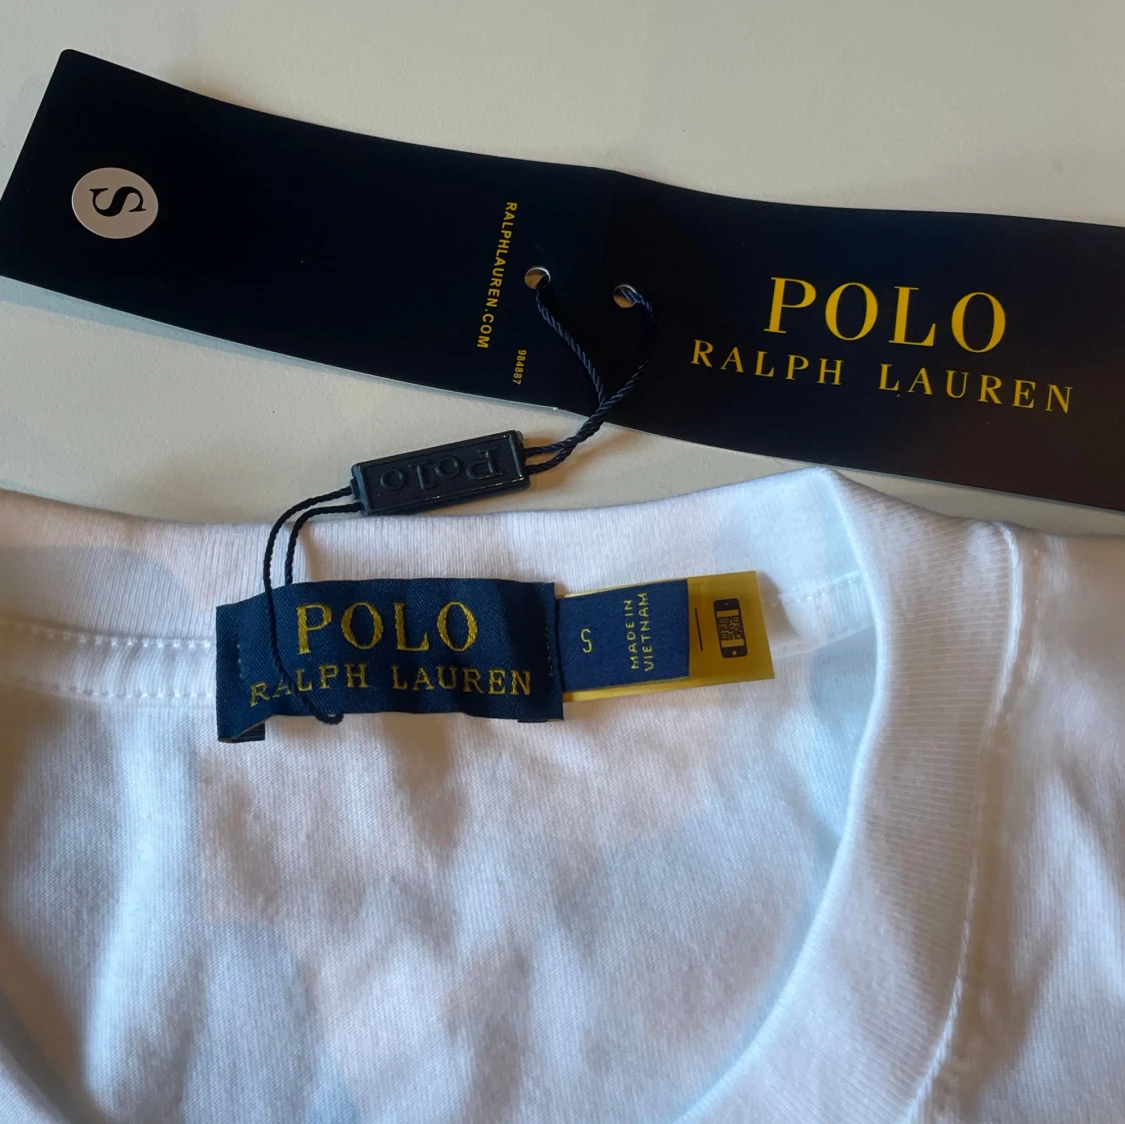 S
RALPHLAUREN.COM
984887
POLO
RALPH LAUREN
Polo
POLO
RALPH LAUREN
S
MADE IN
VIETNAM